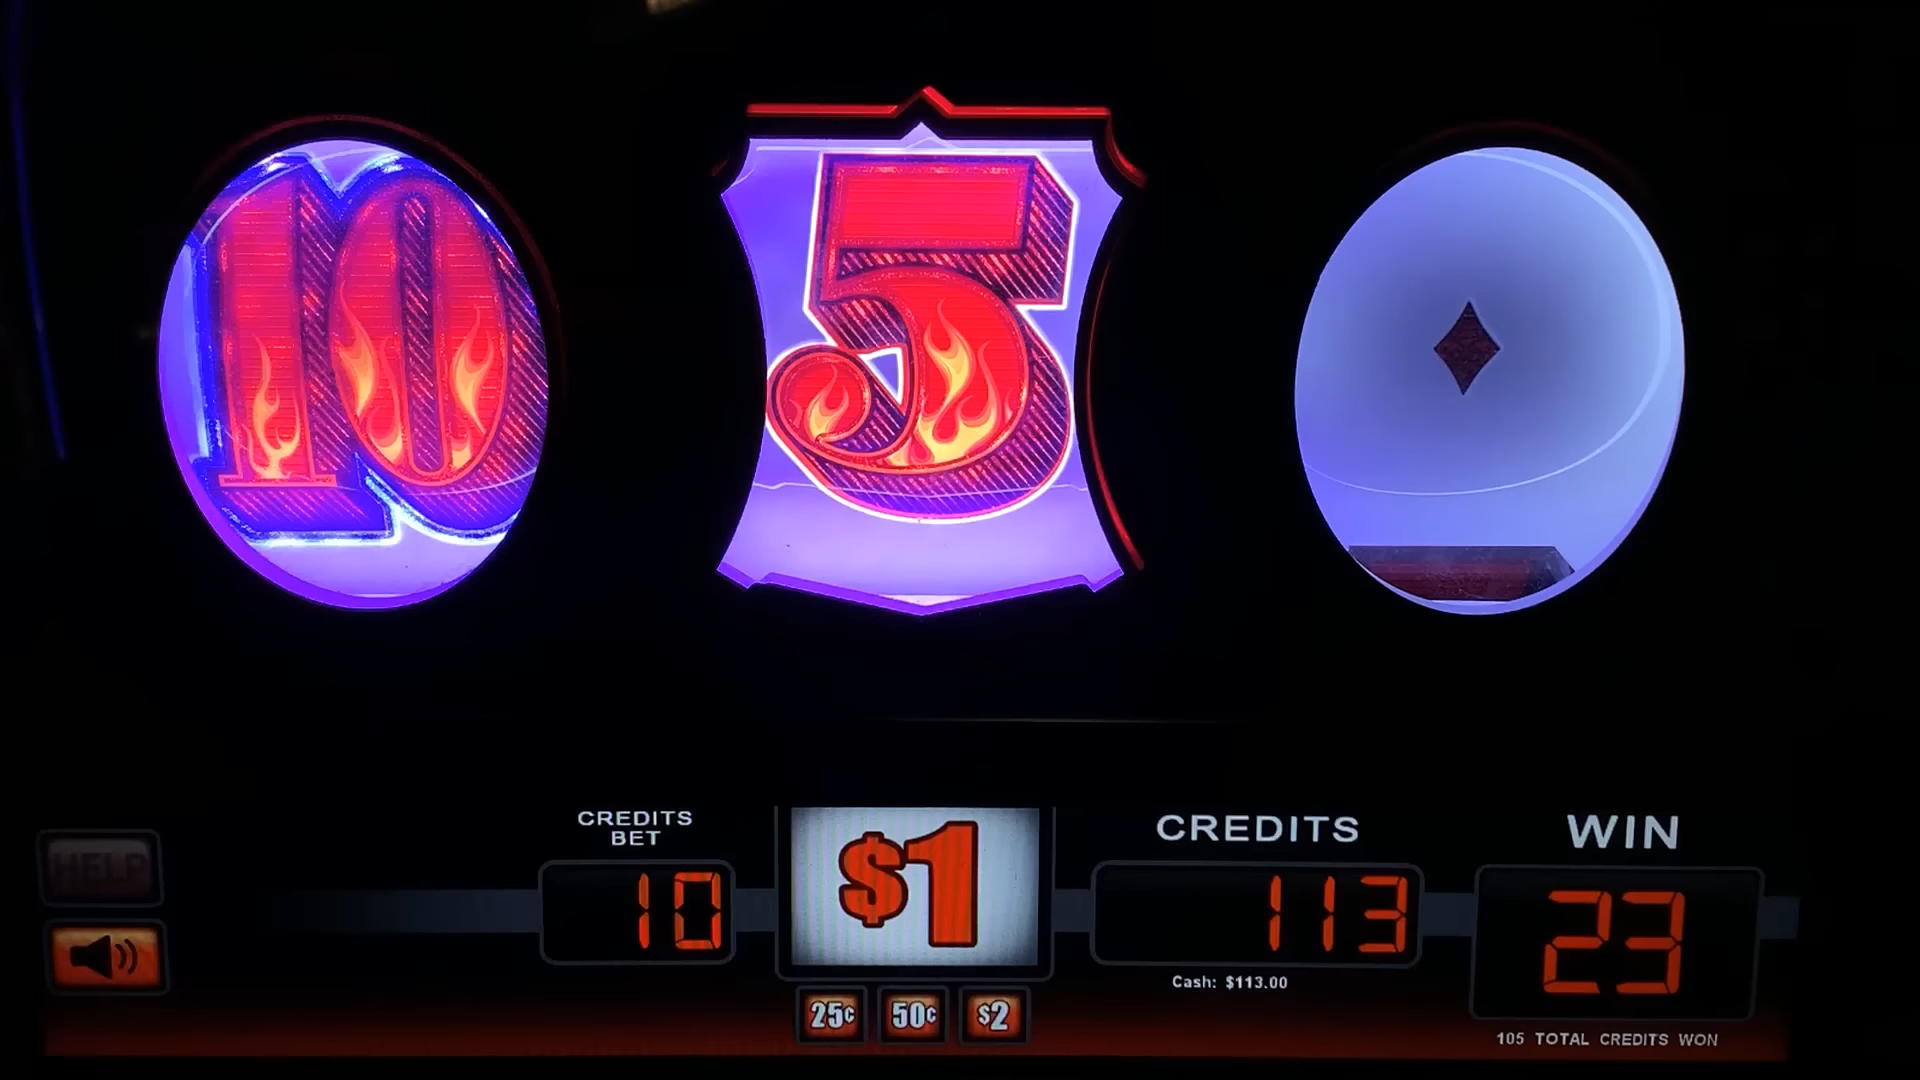 10
5
CREDITS
BET
10
$1
CREDITS
113
WIN
23
HELP
Cash: $113.00
25¢
50¢
$2
105 TOTAL CREDITS WON